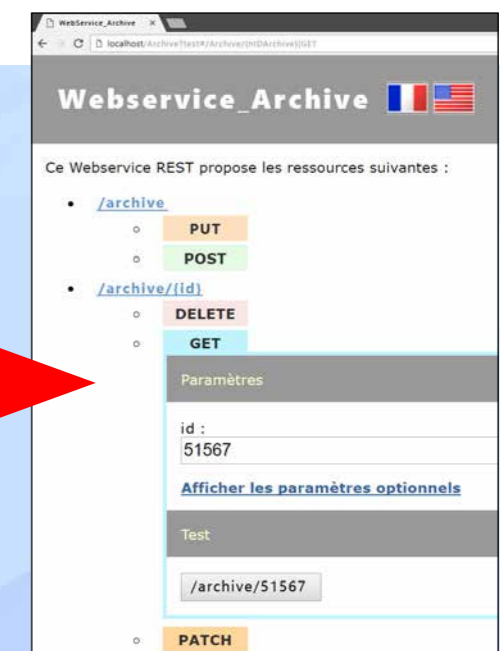 WebService_Archive
localhost/Archive?test#/Archive/{nIDArchive}|GET
Webservice_Archive
Ce Webservice REST propose les ressources suivantes :
/archive
PUT
POST
/archive/{id}
DELETE
GET
Paramètres
id :
51567
Afficher les paramètres optionnels
Test
/archive/51567
PATCH